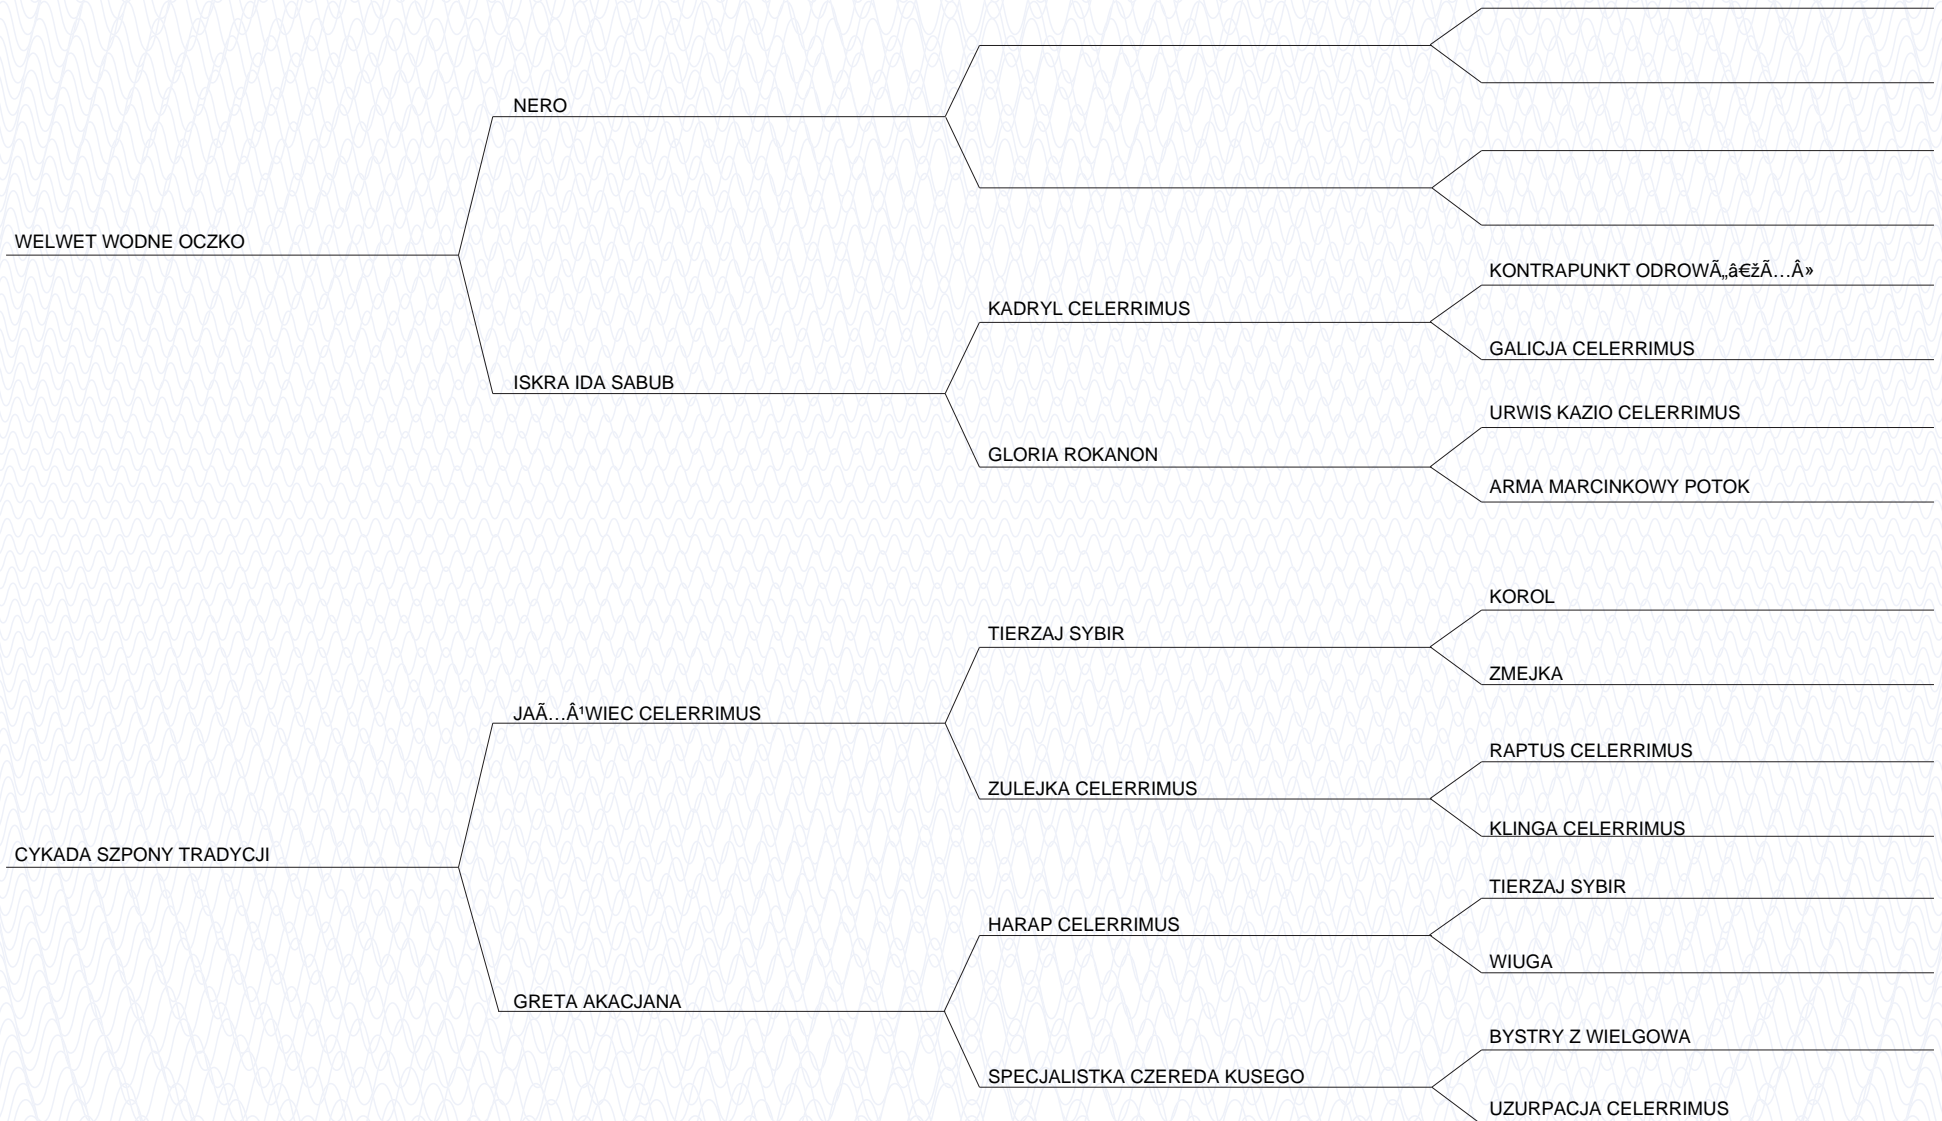 NERO
WELWET WODNE OCZKO
KONTRAPUNKT ODROWÃ„â€žÃ…Â»
KADRYL CELERRIMUS
GALICJA CELERRIMUS
ISKRA IDA SABUB
URWIS KAZIO CELERRIMUS
GLORIA ROKANON
ARMA MARCINKOWY POTOK
KOROL
TIERZAJ SYBIR
ZMEJKA
JAÃ…Â¹WIEC CELERRIMUS
RAPTUS CELERRIMUS
ZULEJKA CELERRIMUS
KLINGA CELERRIMUS
CYKADA SZPONY TRADYCJI
TIERZAJ SYBIR
HARAP CELERRIMUS
WIUGA
GRETA AKACJANA
BYSTRY Z WIELGOWA
SPECJALISTKA CZEREDA KUSEGO
UZURPACJA CELERRIMUS